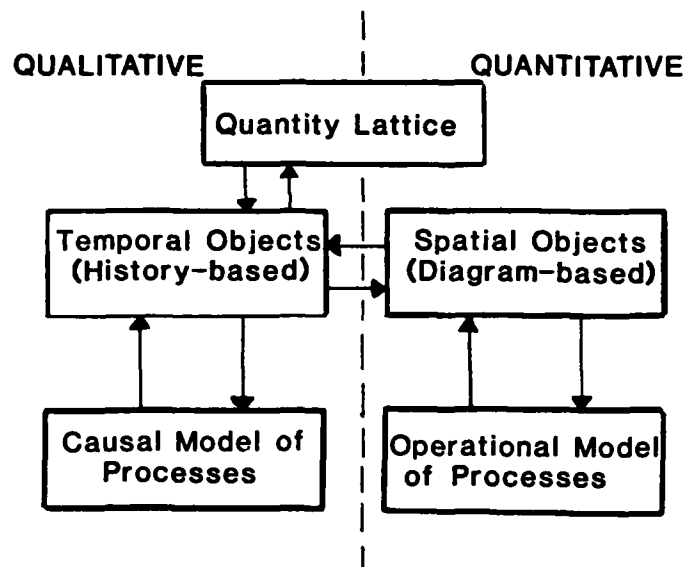 QUALITATIVE
QUANTITATIVE
Quantity Lattice
Temporal Objects
(History-based)
Spatial Objects
(Diagram-based)
Causal Model of
Processes
Operational Model
of Processes